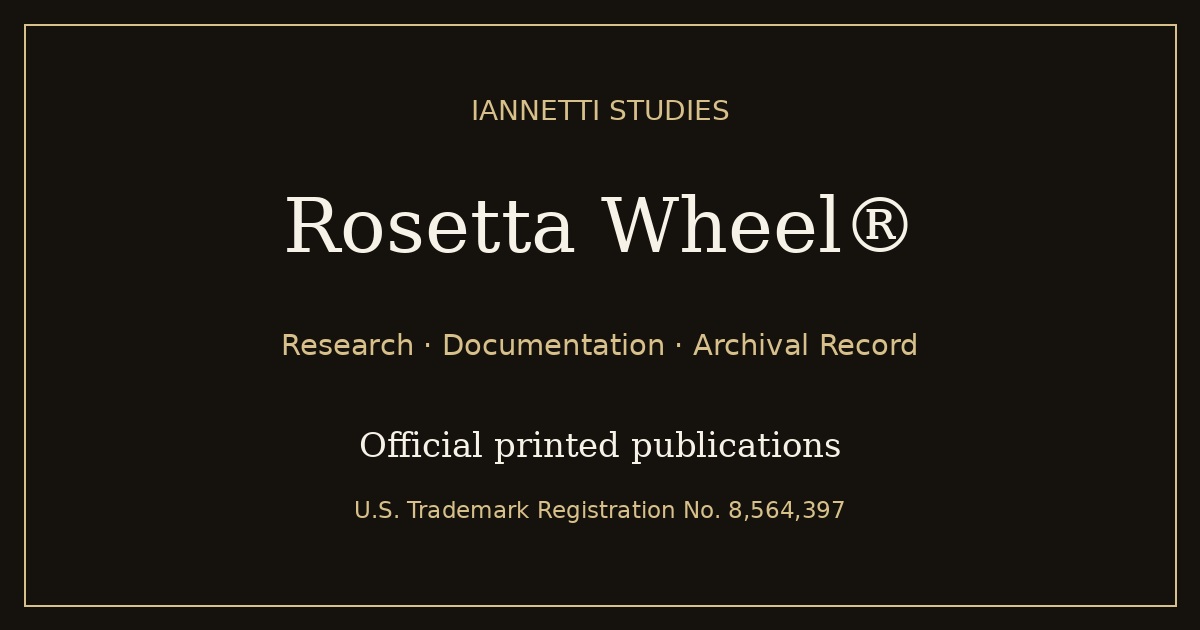 IANNETTI STUDIES
Rosetta Wheel®
Research · Documentation · Archival Record
Official printed publications
U.S. Trademark Registration No. 8,564,397